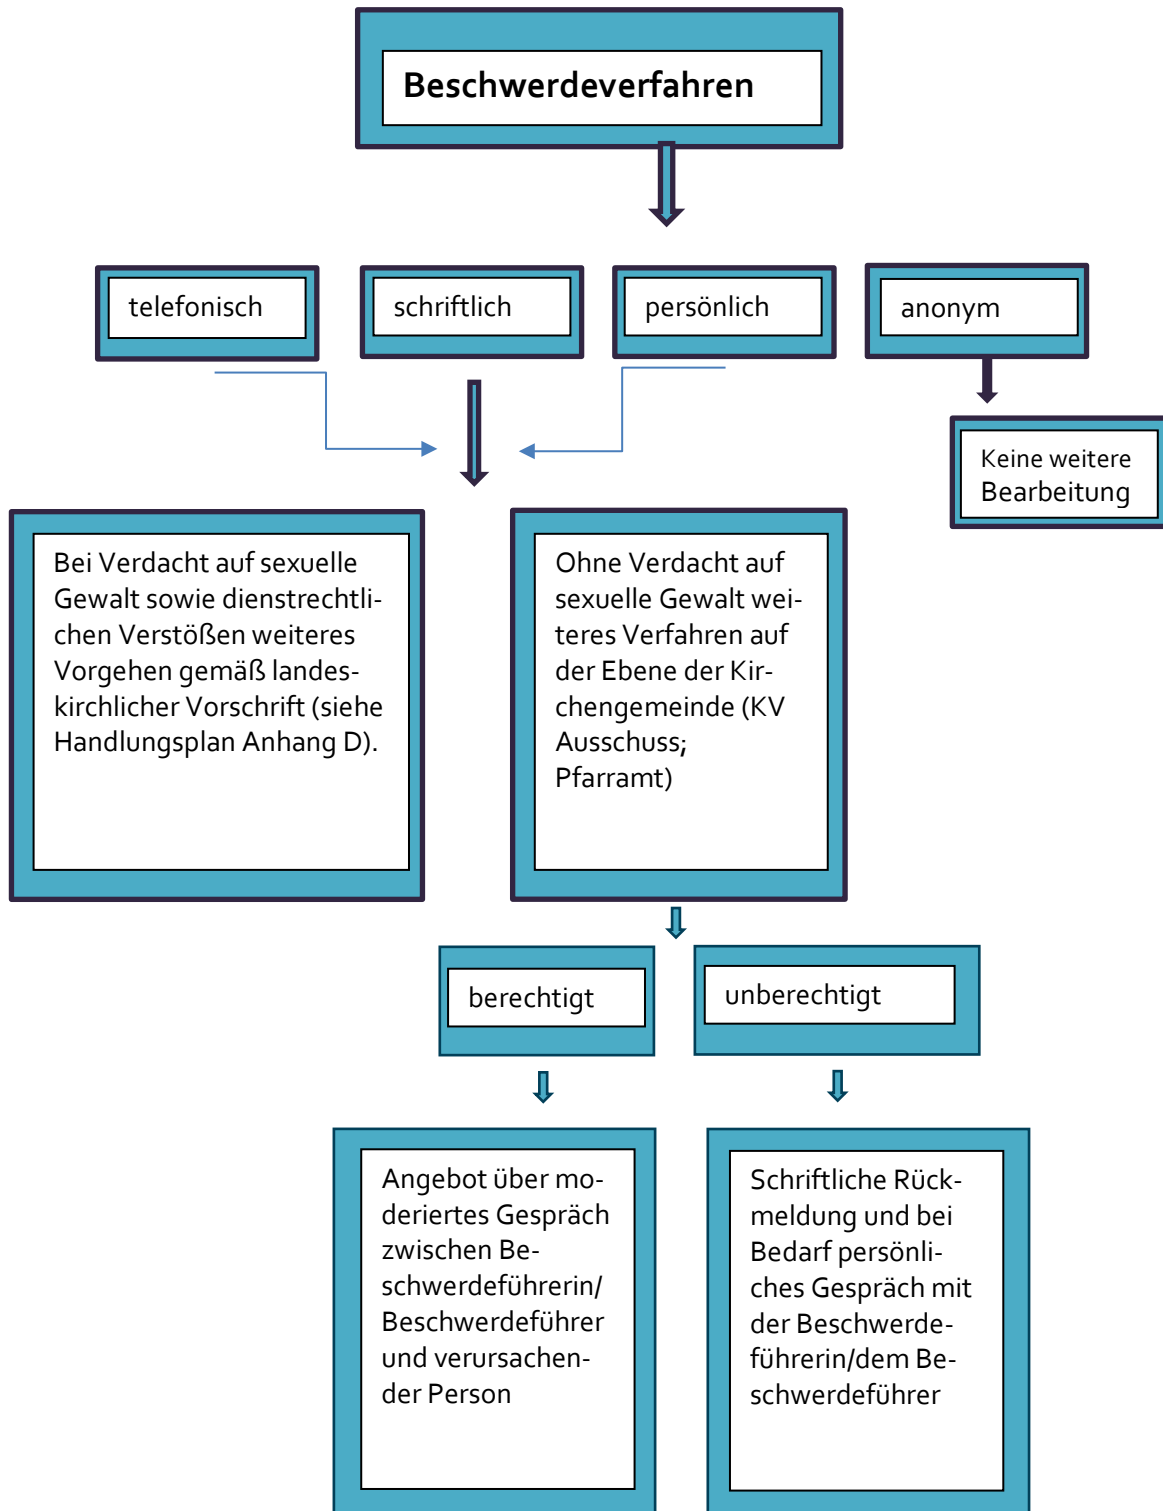 Beschwerdeverfahren
telefonisch
schriftlich
persönlich
anonym
Keine weitere
Bearbeitung
Bei Verdacht auf sexuelle
Gewalt sowie dienstrechtli-
chen Verstößen weiteres
Vorgehen gemäß landes-
kirchlicher Vorschrift (siehe
Handlungsplan Anhang D).
Ohne Verdacht auf
sexuelle Gewalt wei-
teres Verfahren auf
der Ebene der Kir-
chengemeinde (KV
Ausschuss;
Pfarramt)
berechtigt
unberechtigt
Angebot über mo-
deriertes Gespräch
zwischen Be-
schwerdeführerin/
Beschwerdeführer
und verursachen-
der Person
Schriftliche Rück-
meldung und bei
Bedarf persönli-
ches Gespräch mit
der Beschwerde-
führerin/dem Be-
schwerdeführer